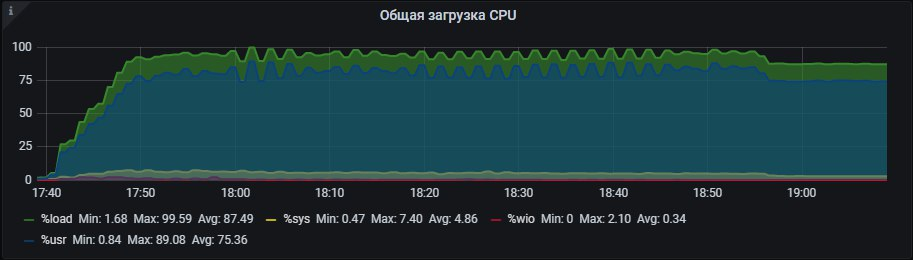 i
Общая загрузка CPU
100
75
50
25
0
17:40 17:50 18:00 18:10 18:20 18:30 18:40 18:50 19:00
%load Min: 1.68 Max: 99.59 Avg: 87.49 %sys Min: 0.47 Max: 7.40 Avg: 4.86 %wio Min: 0 Max: 2.10 Avg: 0.34
%usr Min: 0.84 Max: 89.08 Avg: 75.36